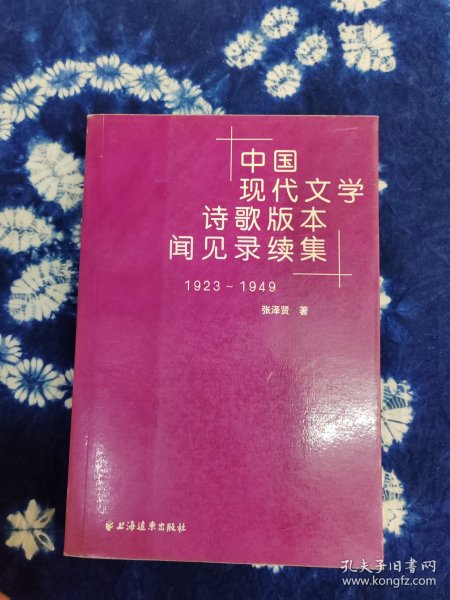 中国
现代文学
诗歌版本
闻见录续集
1923～1949
张泽贤 著
上海远东出版社
孔夫子旧书网
www.kongfz.com